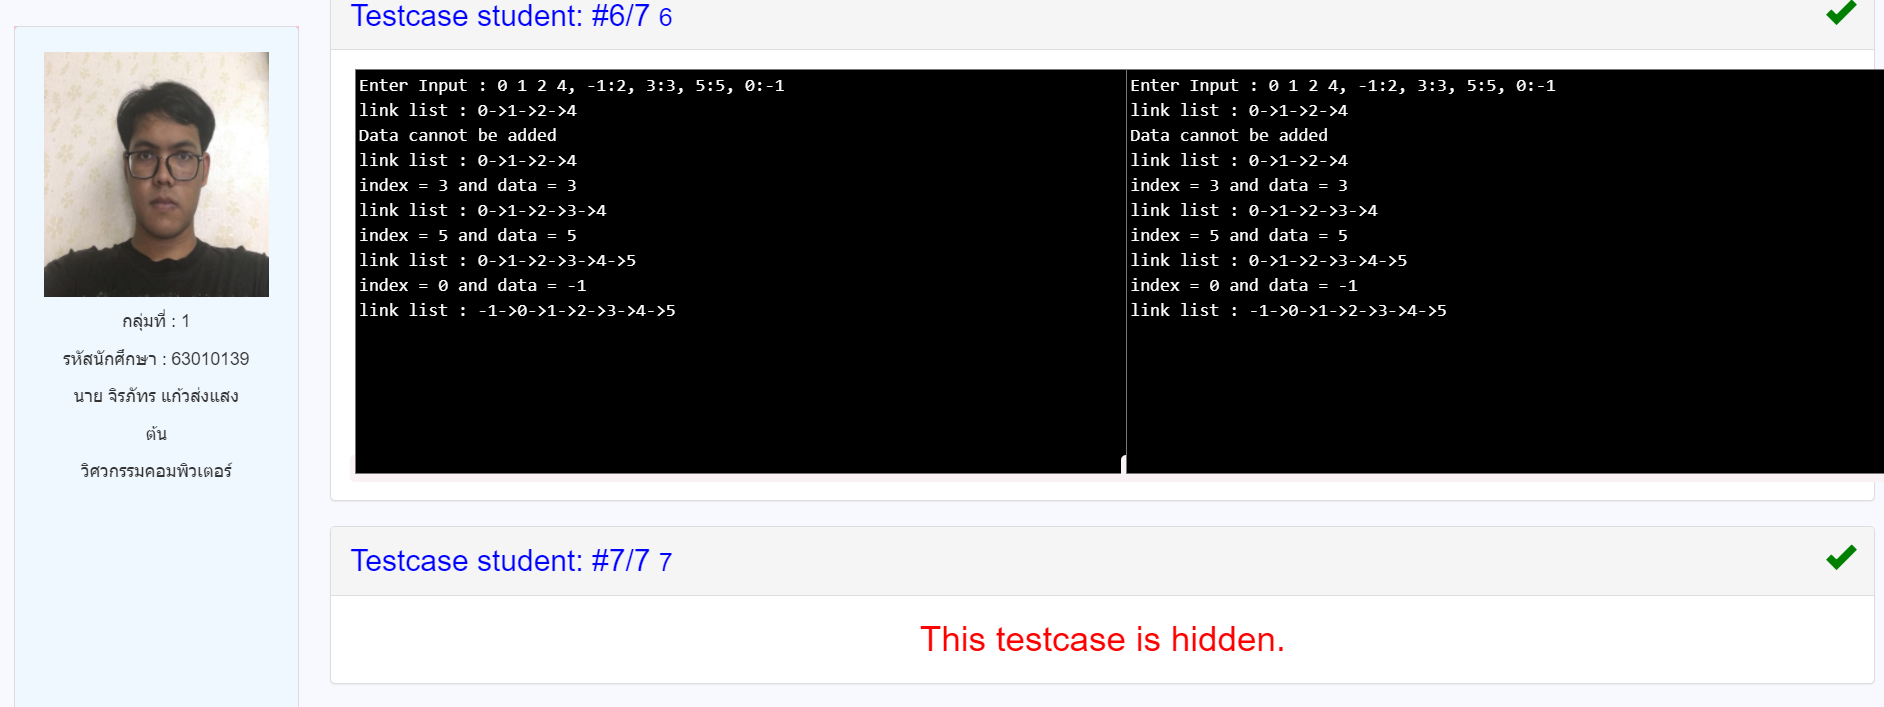 กลุ่มที่ : 1
รหัสนักศึกษา : 63010139
นาย จิรภัทร แก้วส่งแสง
ต้น
วิศวกรรมคอมพิวเตอร์
Testcase student: #6/7 6
Enter Input : 0 1 2 4, -1:2, 3:3, 5:5, 0:-1
link list : 0->1->2->4
Data cannot be added
link list : 0->1->2->4
index = 3 and data = 3
link list : 0->1->2->3->4
index = 5 and data = 5
link list : 0->1->2->3->4->5
index = 0 and data = -1
link list : -1->0->1->2->3->4->5
Enter Input : 0 1 2 4, -1:2, 3:3, 5:5, 0:-1
link list : 0->1->2->4
Data cannot be added
link list : 0->1->2->4
index = 3 and data = 3
link list : 0->1->2->3->4
index = 5 and data = 5
link list : 0->1->2->3->4->5
index = 0 and data = -1
link list : -1->0->1->2->3->4->5
Testcase student: #7/7 7
This testcase is hidden.